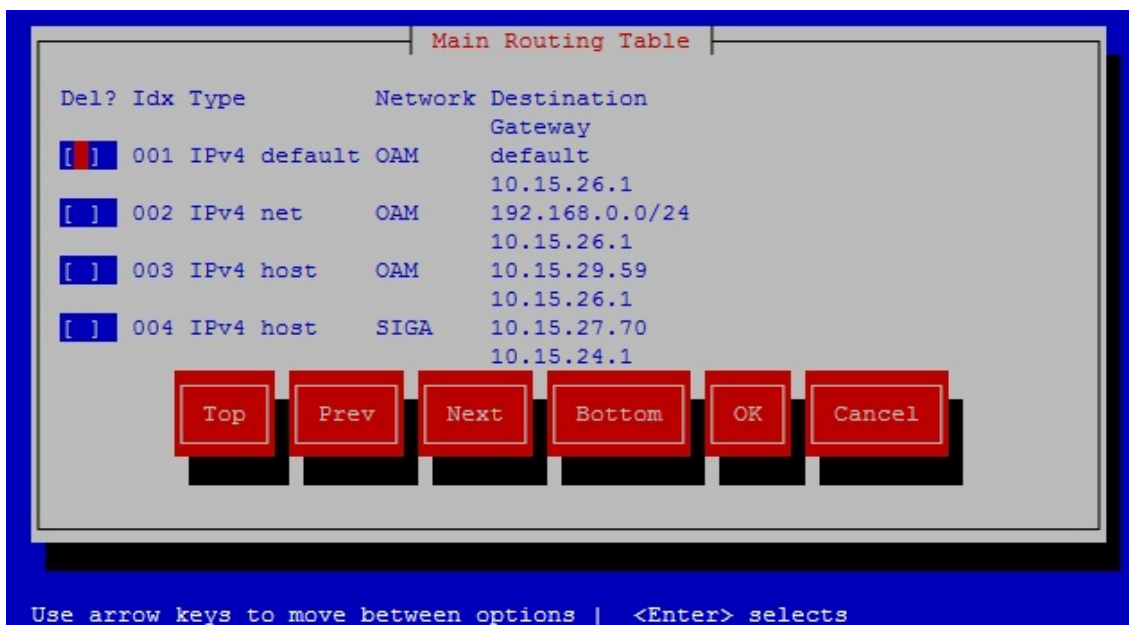 Main Routing Table
Del? Idx Type Network Destination
Gateway
[ ] 001 IPv4 default OAM default
10.15.26.1
[ ] 002 IPv4 net OAM 192.168.0.0/24
10.15.26.1
[ ] 003 IPv4 host OAM 10.15.29.59
10.15.26.1
[ ] 004 IPv4 host SIGA 10.15.27.70
10.15.24.1
Top Prev Next Bottom OK Cancel
Use arrow keys to move between options | <Enter> selects